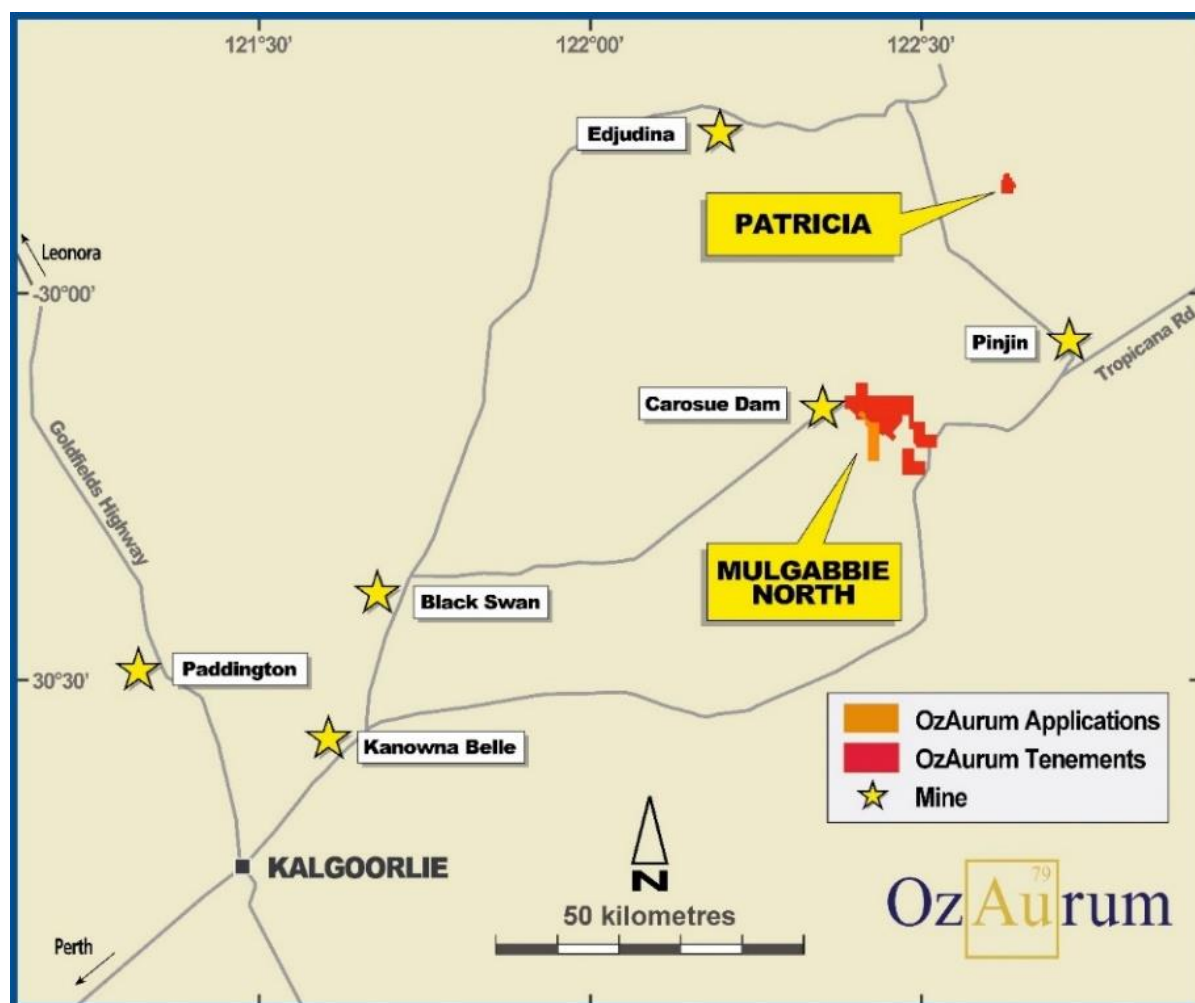 121°30'
122°00'
122°30'
Edjudina
PATRICIA
Leonora
-30°00'
Pinjin
Tropicana Rd
Carosue Dam
Goldfields Highway
MULGABBIE
NORTH
Black Swan
Paddington
30°30'
Kanowna Belle
OzAurum Applications
OzAurum Tenements
Mine
KALGOORLIE
N
50 kilometres
79
OzAurum
Perth